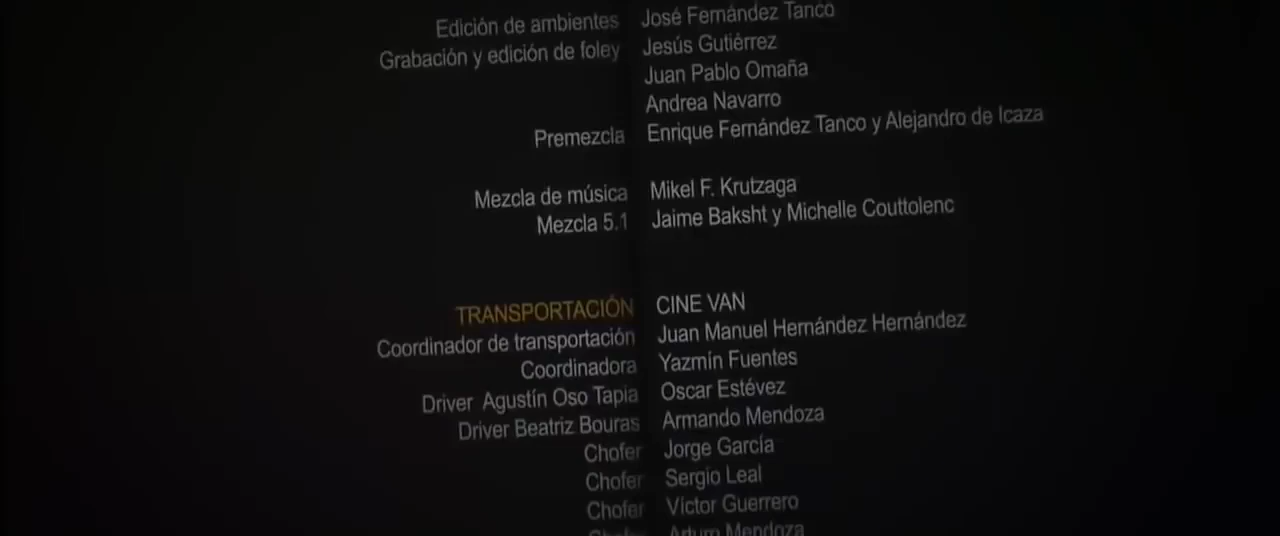 Edición de ambientes José Fernández Tanco
Grabación y edición de foley Jesús Gutiérrez
Juan Pablo Omaña
Andrea Navarro
Premezcla Enrique Fernández Tanco y Alejandro de Icaza
Mezcla de música Mikel F. Krutzaga
Mezcla 5.1 Jaime Baksht y Michelle Couttolenc
TRANSPORTACIÓN CINE VAN
Coordinador de transportación Juan Manuel Hernández Hernández
Coordinadora Yazmín Fuentes
Driver Agustín Oso Tapia Oscar Estévez
Driver Beatriz Bouras Armando Mendoza
Chofer Jorge García
Chofer Sergio Leal
Chofer Víctor Guerrero
Chofer Arturo Mendoza